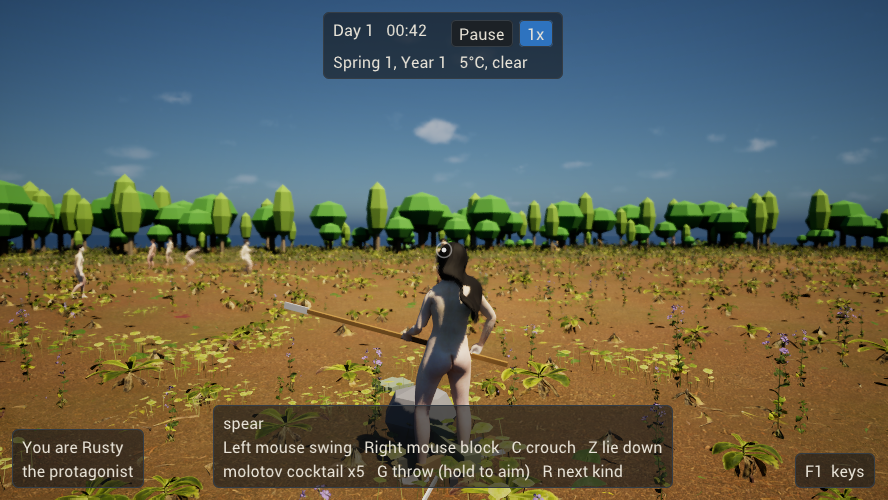 Day 1 00:42 Pause 1x
Spring 1, Year 1 5°C, clear
You are Rusty
the protagonist
spear
Left mouse swing Right mouse block C crouch Z lie down
molotov cocktail x5 G throw (hold to aim) R next kind
F1 keys